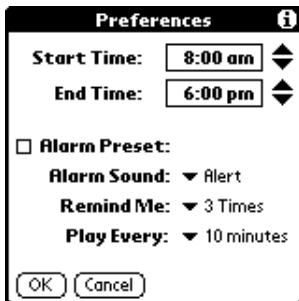 Preferences
Start Time: 8:00 am
End Time: 6:00 pm
Alarm Preset:
Alarm Sound: Alert
Remind Me: 3 Times
Play Every: 10 minutes
OK Cancel